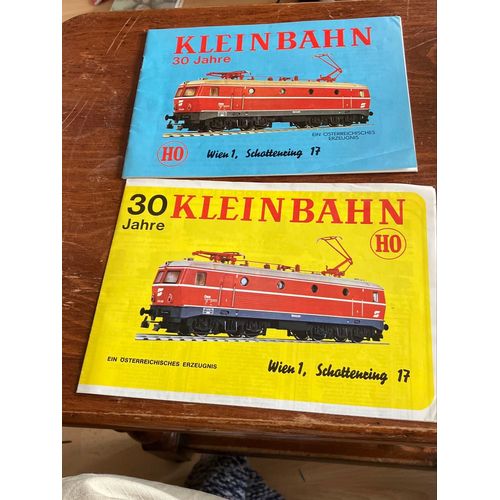 KLEINBAHN
30 Jahre
EIN ÖSTERREICHISCHES
ERZEUGNIS
HO
Wien 1, Schottenring 17
30 KLEINBAHN
Jahre
HO
EIN ÖSTERREICHISCHES ERZEUGNIS
Wien 1, Schottenring 17